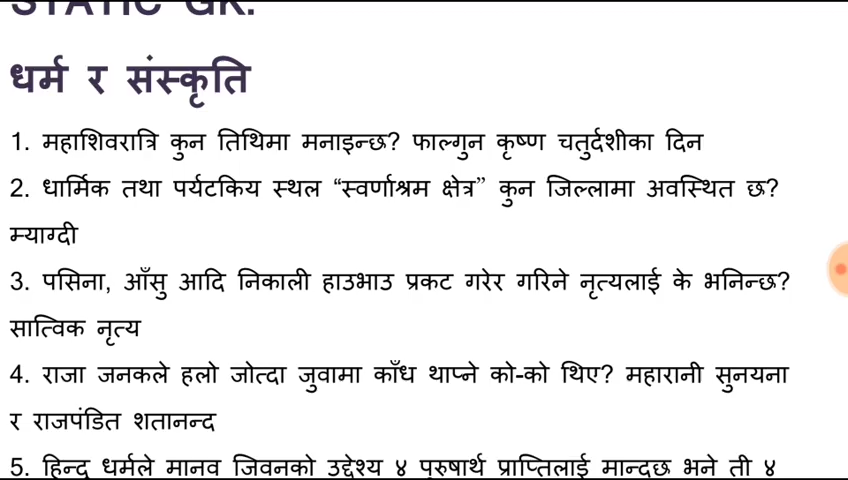 STATIC GK.
धर्म र संस्कृति
1. महाशिवरात्रि कुन तिथिमा मनाइन्छ? फाल्गुन कृष्ण चतुर्दशीका दिन
2. धार्मिक तथा पर्यटकिय स्थल “स्वर्णाश्रम क्षेत्र” कुन जिल्लामा अवस्थित छ?
म्याग्दी
3. पसिना, आँसु आदि निकाली हाउभाउ प्रकट गरेर गरिने नृत्यलाई के भनिन्छ?
सात्विक नृत्य
4. राजा जनकले हलो जोत्दा जुवामा काँध थाप्ने को-को थिए? महारानी सुनयना
र राजपंडित शतानन्द
5. हिन्दु धर्मले मानव जिवनको उद्देश्य ४ पुरुषार्थ प्राप्तिलाई मान्दछ भने ती ४